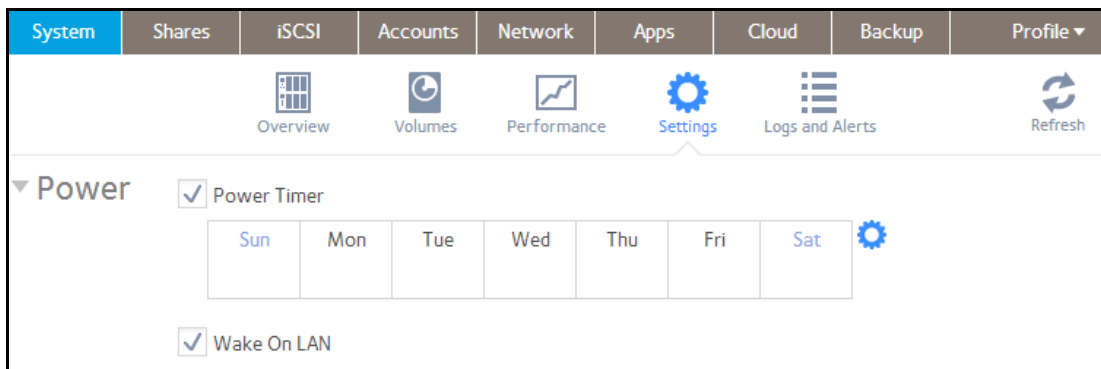 System Shares iSCSI Accounts Network Apps Cloud Backup Profile
Overview Volumes Performance Settings Logs and Alerts Refresh
Power
Power Timer
Sun Mon Tue Wed Thu Fri Sat
Wake On LAN